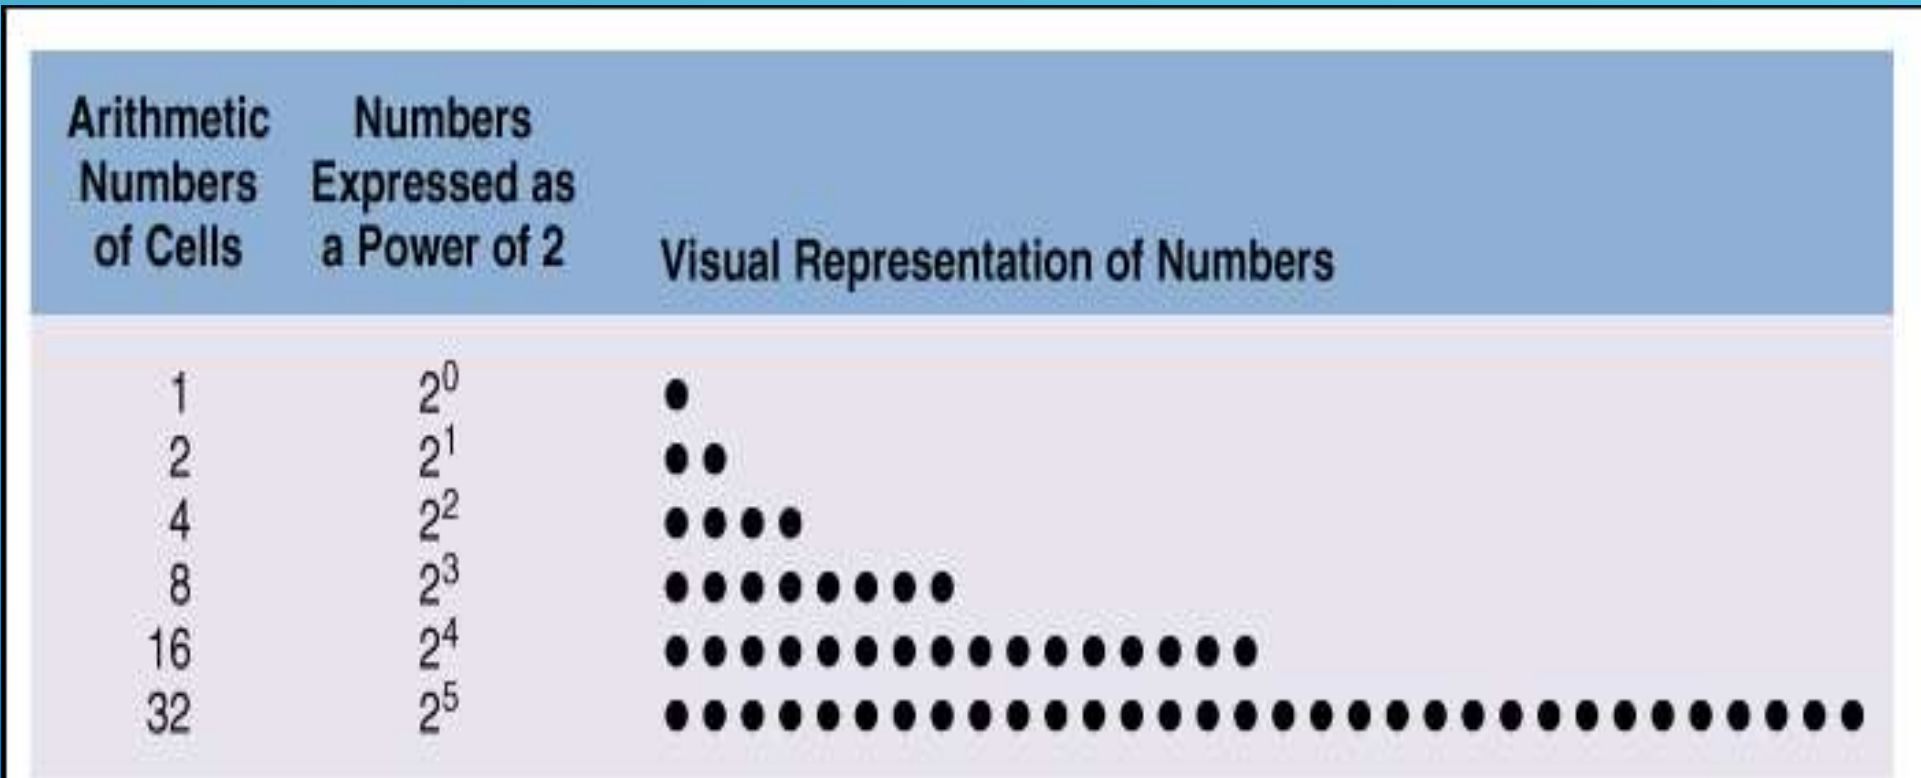 Arithmetic Numbers of Cells
Numbers Expressed as a Power of 2
Visual Representation of Numbers
1 2⁰
2 2¹
4 2²
8 2³
16 2⁴
32 2⁵